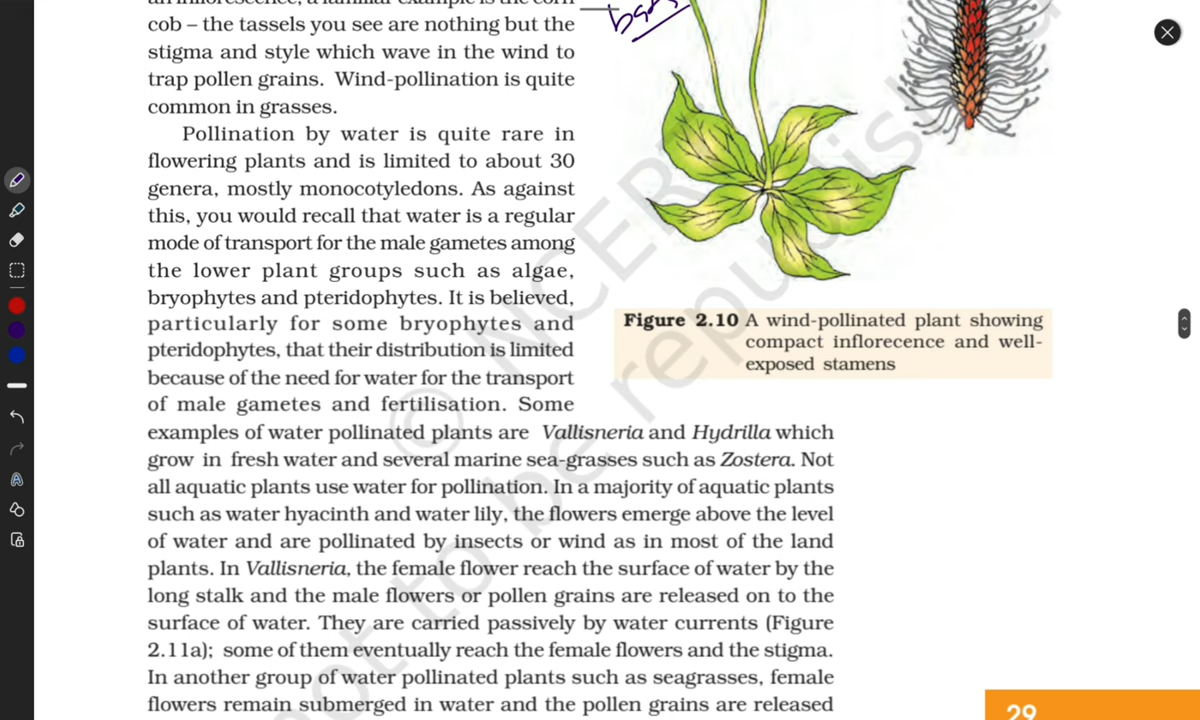 cob – the tassels you see are nothing but the
stigma and style which wave in the wind to
trap pollen grains. Wind-pollination is quite
common in grasses.
Pollination by water is quite rare in
flowering plants and is limited to about 30
genera, mostly monocotyledons. As against
this, you would recall that water is a regular
mode of transport for the male gametes among
the lower plant groups such as algae,
bryophytes and pteridophytes. It is believed,
particularly for some bryophytes and
pteridophytes, that their distribution is limited
because of the need for water for the transport
of male gametes and fertilisation. Some
examples of water pollinated plants are Vallisneria and Hydrilla which
grow in fresh water and several marine sea-grasses such as Zostera. Not
all aquatic plants use water for pollination. In a majority of aquatic plants
such as water hyacinth and water lily, the flowers emerge above the level
of water and are pollinated by insects or wind as in most of the land
plants. In Vallisneria, the female flower reach the surface of water by the
long stalk and the male flowers or pollen grains are released on to the
surface of water. They are carried passively by water currents (Figure
2.11a); some of them eventually reach the female flowers and the stigma.
In another group of water pollinated plants such as seagrasses, female
flowers remain submerged in water and the pollen grains are released
Figure 2.10 A wind-pollinated plant showing
compact inflorecence and well-
exposed stamens
© NCERT
not to be republished
29